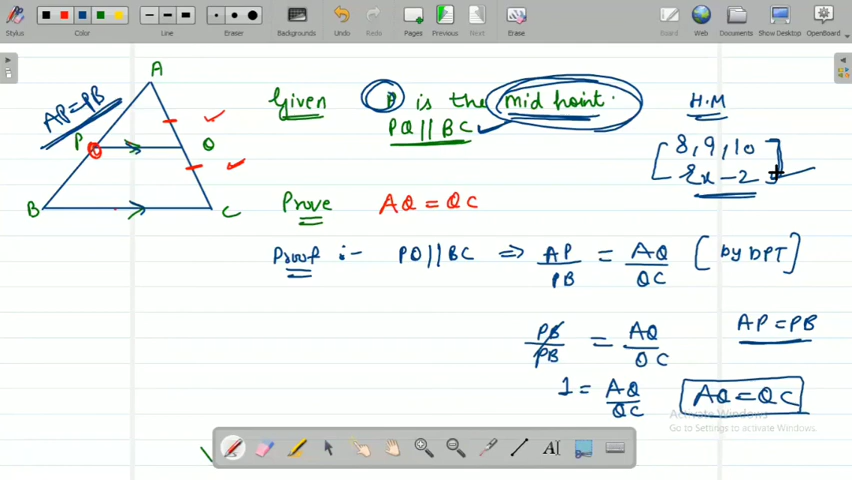 Board Web Documents Show Desktop OpenBoard
Stylus Color Line Eraser Backgrounds Undo Redo Pages Previous Next Erase
A
AP=PB
P
Q
B
C
Given P is the mid point.
PQ||BC
H.M
[8, 9, 10
Ex – 2]
Prove AQ = QC
Proof :- PQ||BC ⇒ AP/PB = AQ/QC [by BPT]
PB/PB = AQ/QC AP = PB
1 = AQ/QC AQ = QC
Activate Windows
Go to Settings to activate Windows.